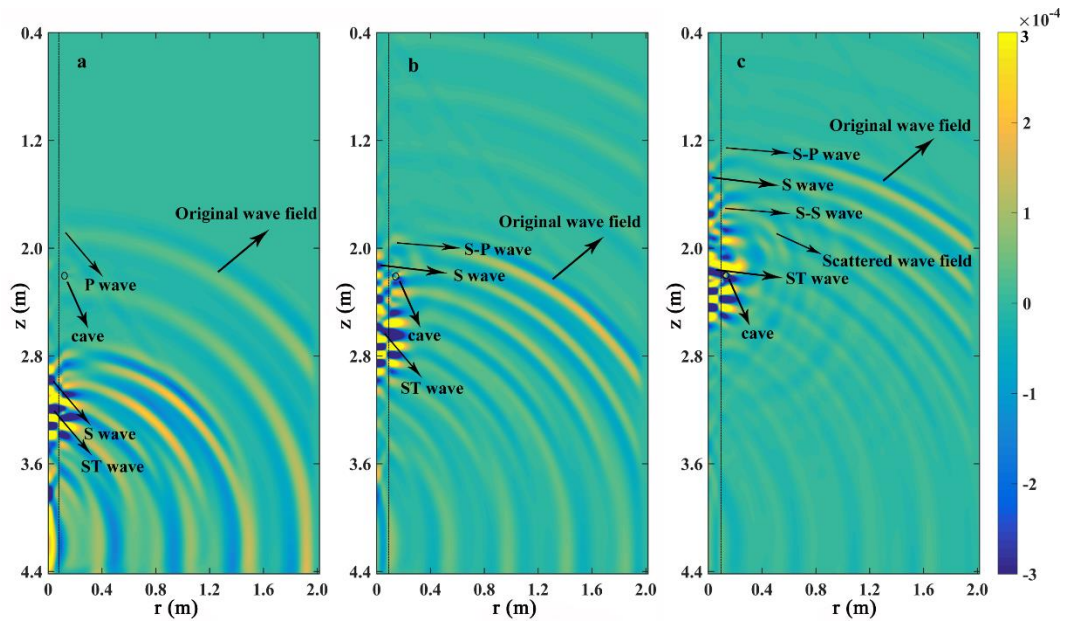 ×10⁻⁴
0.4
1.2
2.0
2.8
3.6
4.4
z (m)
a
Original wave field
P wave
cave
S wave
ST wave
0
0.4
0.8
1.2
1.6
2.0
r (m)
0.4
1.2
2.0
2.8
3.6
4.4
z (m)
b
Original wave field
S-P wave
S wave
cave
ST wave
0
0.4
0.8
1.2
1.6
2.0
r (m)
0.4
1.2
2.0
2.8
3.6
4.4
z (m)
c
Original wave field
S-P wave
S wave
S-S wave
Scattered wave field
ST wave
cave
0
0.4
0.8
1.2
1.6
2.0
r (m)
3
2
1
0
-1
-2
-3